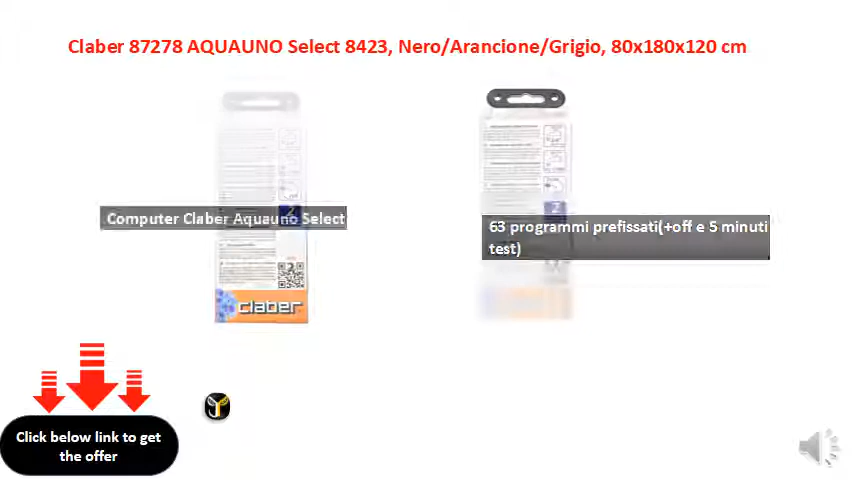 Claber 87278 AQUAUNO Select 8423, Nero/Arancione/Grigio, 80x180x120 cm
Computer Claber Aquauno Select
63 programmi prefissati(+off e 5 minuti
test)
claber
Click below link to get
the offer